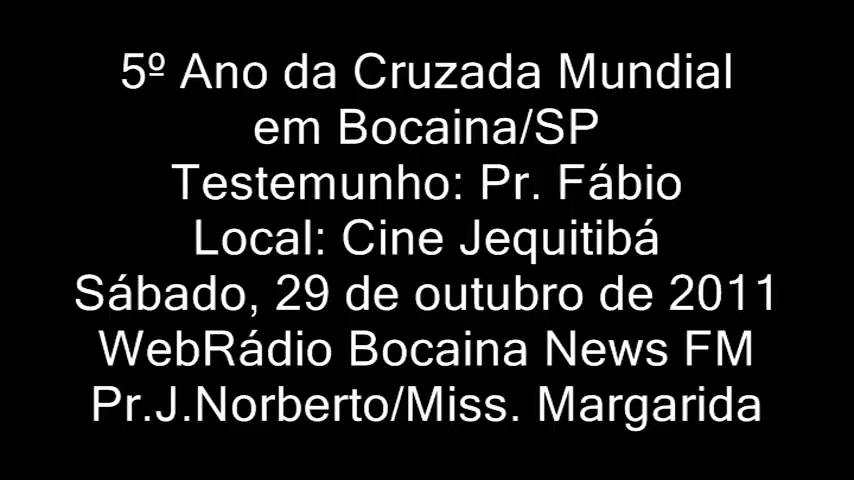 5º Ano da Cruzada Mundial
em Bocaina/SP
Testemunho: Pr. Fábio
Local: Cine Jequitibá
Sábado, 29 de outubro de 2011
WebRádio Bocaina News FM
Pr.J.Norberto/Miss. Margarida